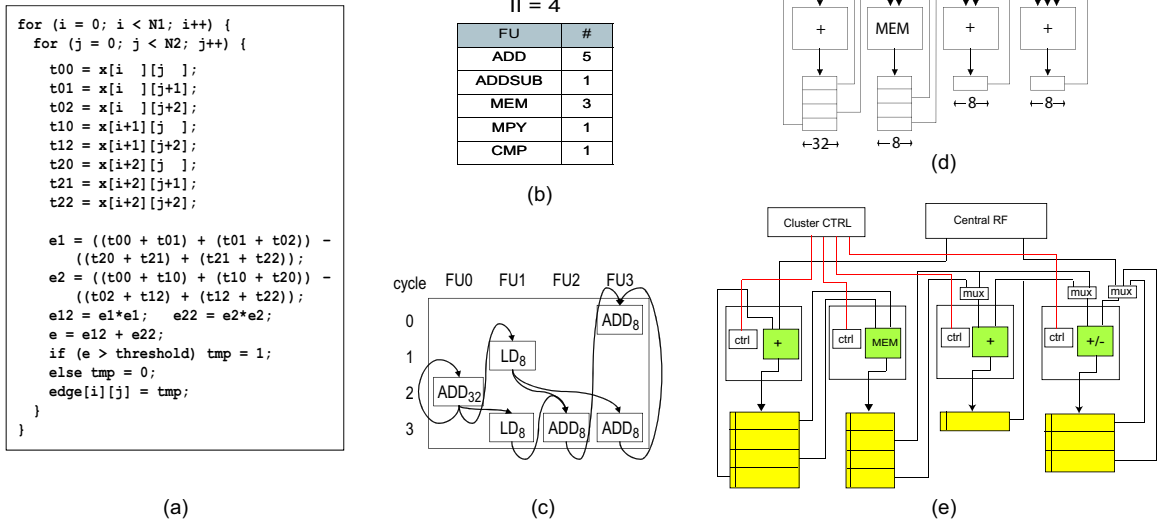 for (i = 0; i < N1; i++) {
for (j = 0; j < N2; j++) {
t00 = x[i  ][j  ];
t01 = x[i  ][j+1];
t02 = x[i  ][j+2];
t10 = x[i+1][j  ];
t12 = x[i+1][j+2];
t20 = x[i+2][j  ];
t21 = x[i+2][j+1];
t22 = x[i+2][j+2];
e1 = ((t00 + t01) + (t01 + t02)) -
((t20 + t21) + (t21 + t22));
e2 = ((t00 + t10) + (t10 + t20)) -
((t02 + t12) + (t12 + t22));
e12 = e1*e1;   e22 = e2*e2;
e = e12 + e22;
if (e > threshold) tmp = 1;
else tmp = 0;
edge[i][j] = tmp;
}
}
(a)
II = 4
FU #
ADD 5
ADDSUB 1
MEM 3
MPY 1
CMP 1
(b)
cycle FU0 FU1 FU2 FU3
0 ADD8
1 LD8
2 ADD32
3 LD8 ADD8 ADD8
(c)
+ MEM + +
8 8
32 8
(d)
Cluster CTRL Central RF
mux mux mux
ctrl + ctrl MEM ctrl + ctrl +/-
(e)